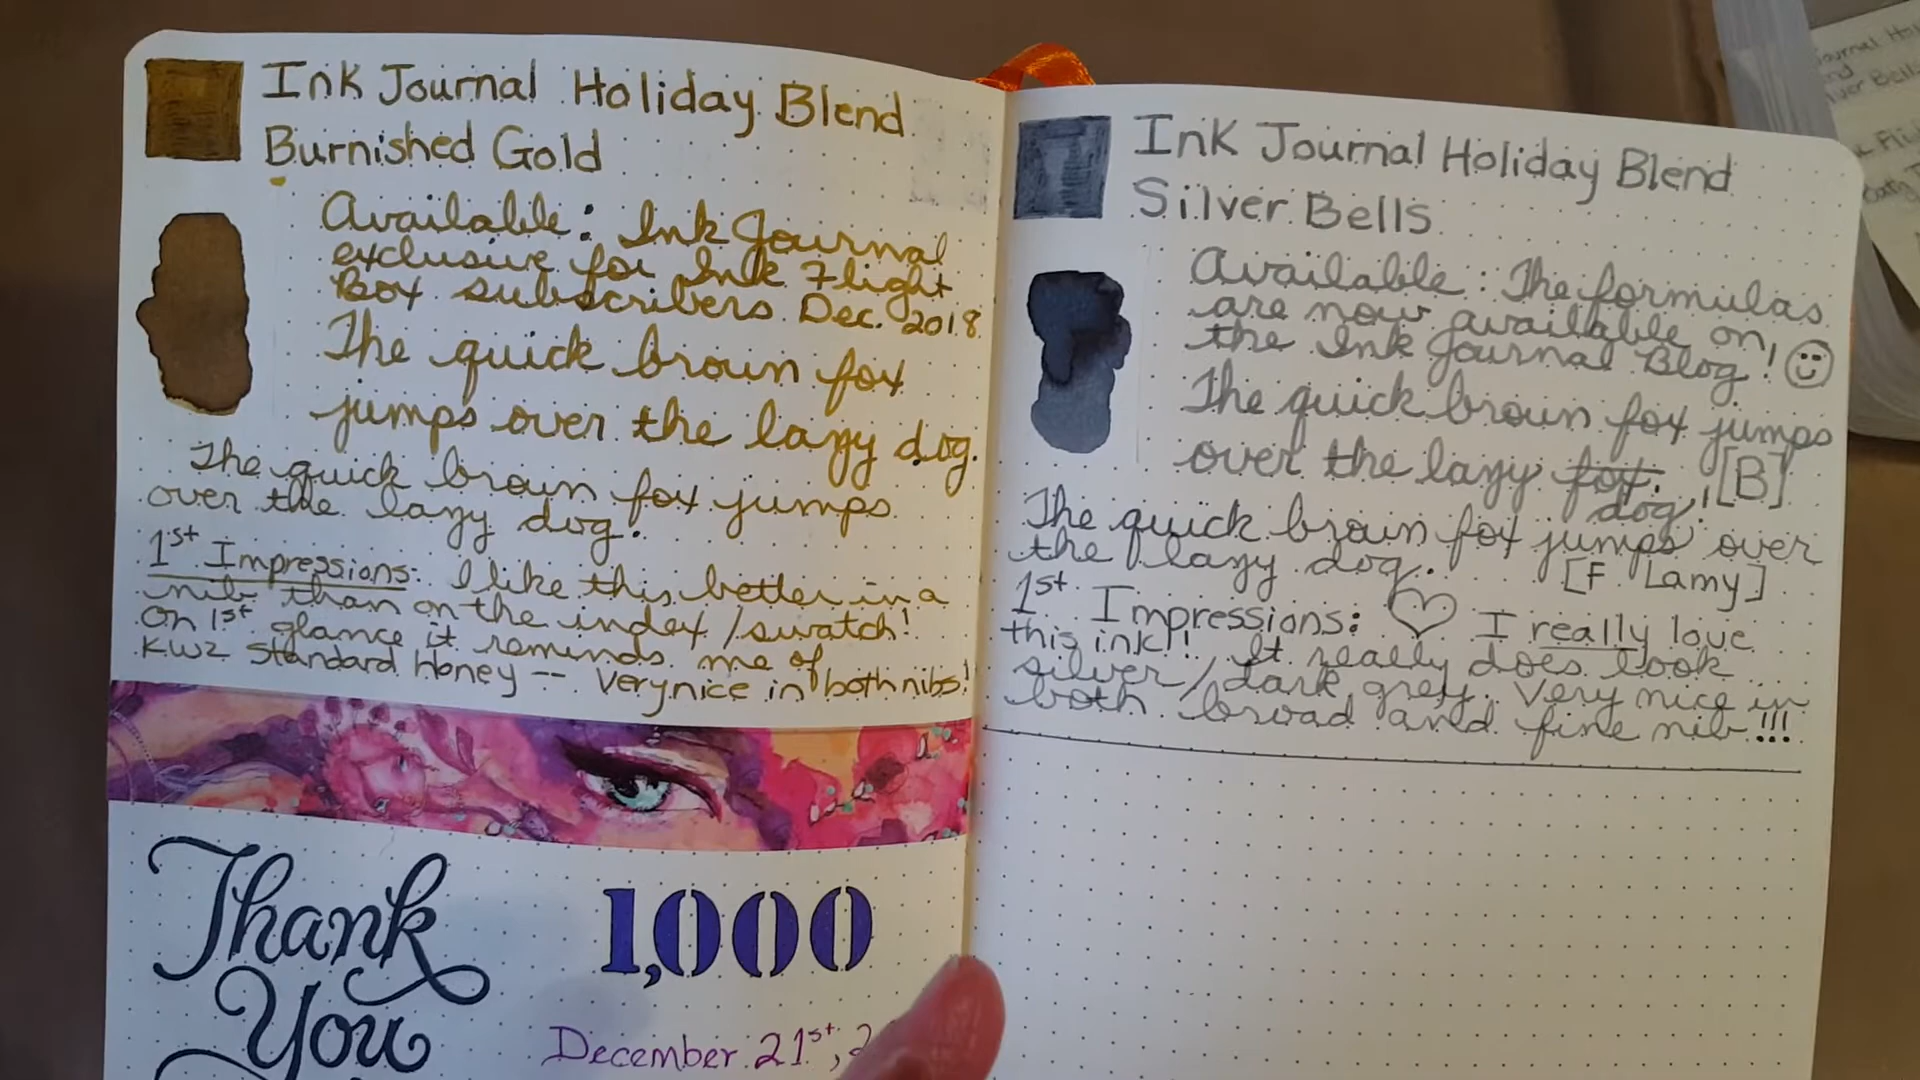 Ink Journal Holiday Blend
Burnished Gold
Available: Ink Journal
exclusive for Ink Flight
Box subscribers Dec. 2018
The quick brown fox
jumps over the lazy dog.
The quick brown fox jumps
over the lazy dog.
1st Impressions: I like this better in a
nib than on the index/swatch!
On 1st glance it reminds me of
KWZ Standard Honey -- very nice in both nibs!
Thank
You
1,000
December 21st, 2
Ink Journal Holiday Blend
Silver Bells
Available: The formulas
are now available on
the Ink Journal Blog!
The quick brown fox jumps
over the lazy fox. [B]
dog!
The quick brown fox jumps over
the lazy dog. [F Lamy]
1st Impressions: I really love
this ink!! It really does look
silver/dark grey. Very nice in
both broad and fine nib!!!
ournal Ho